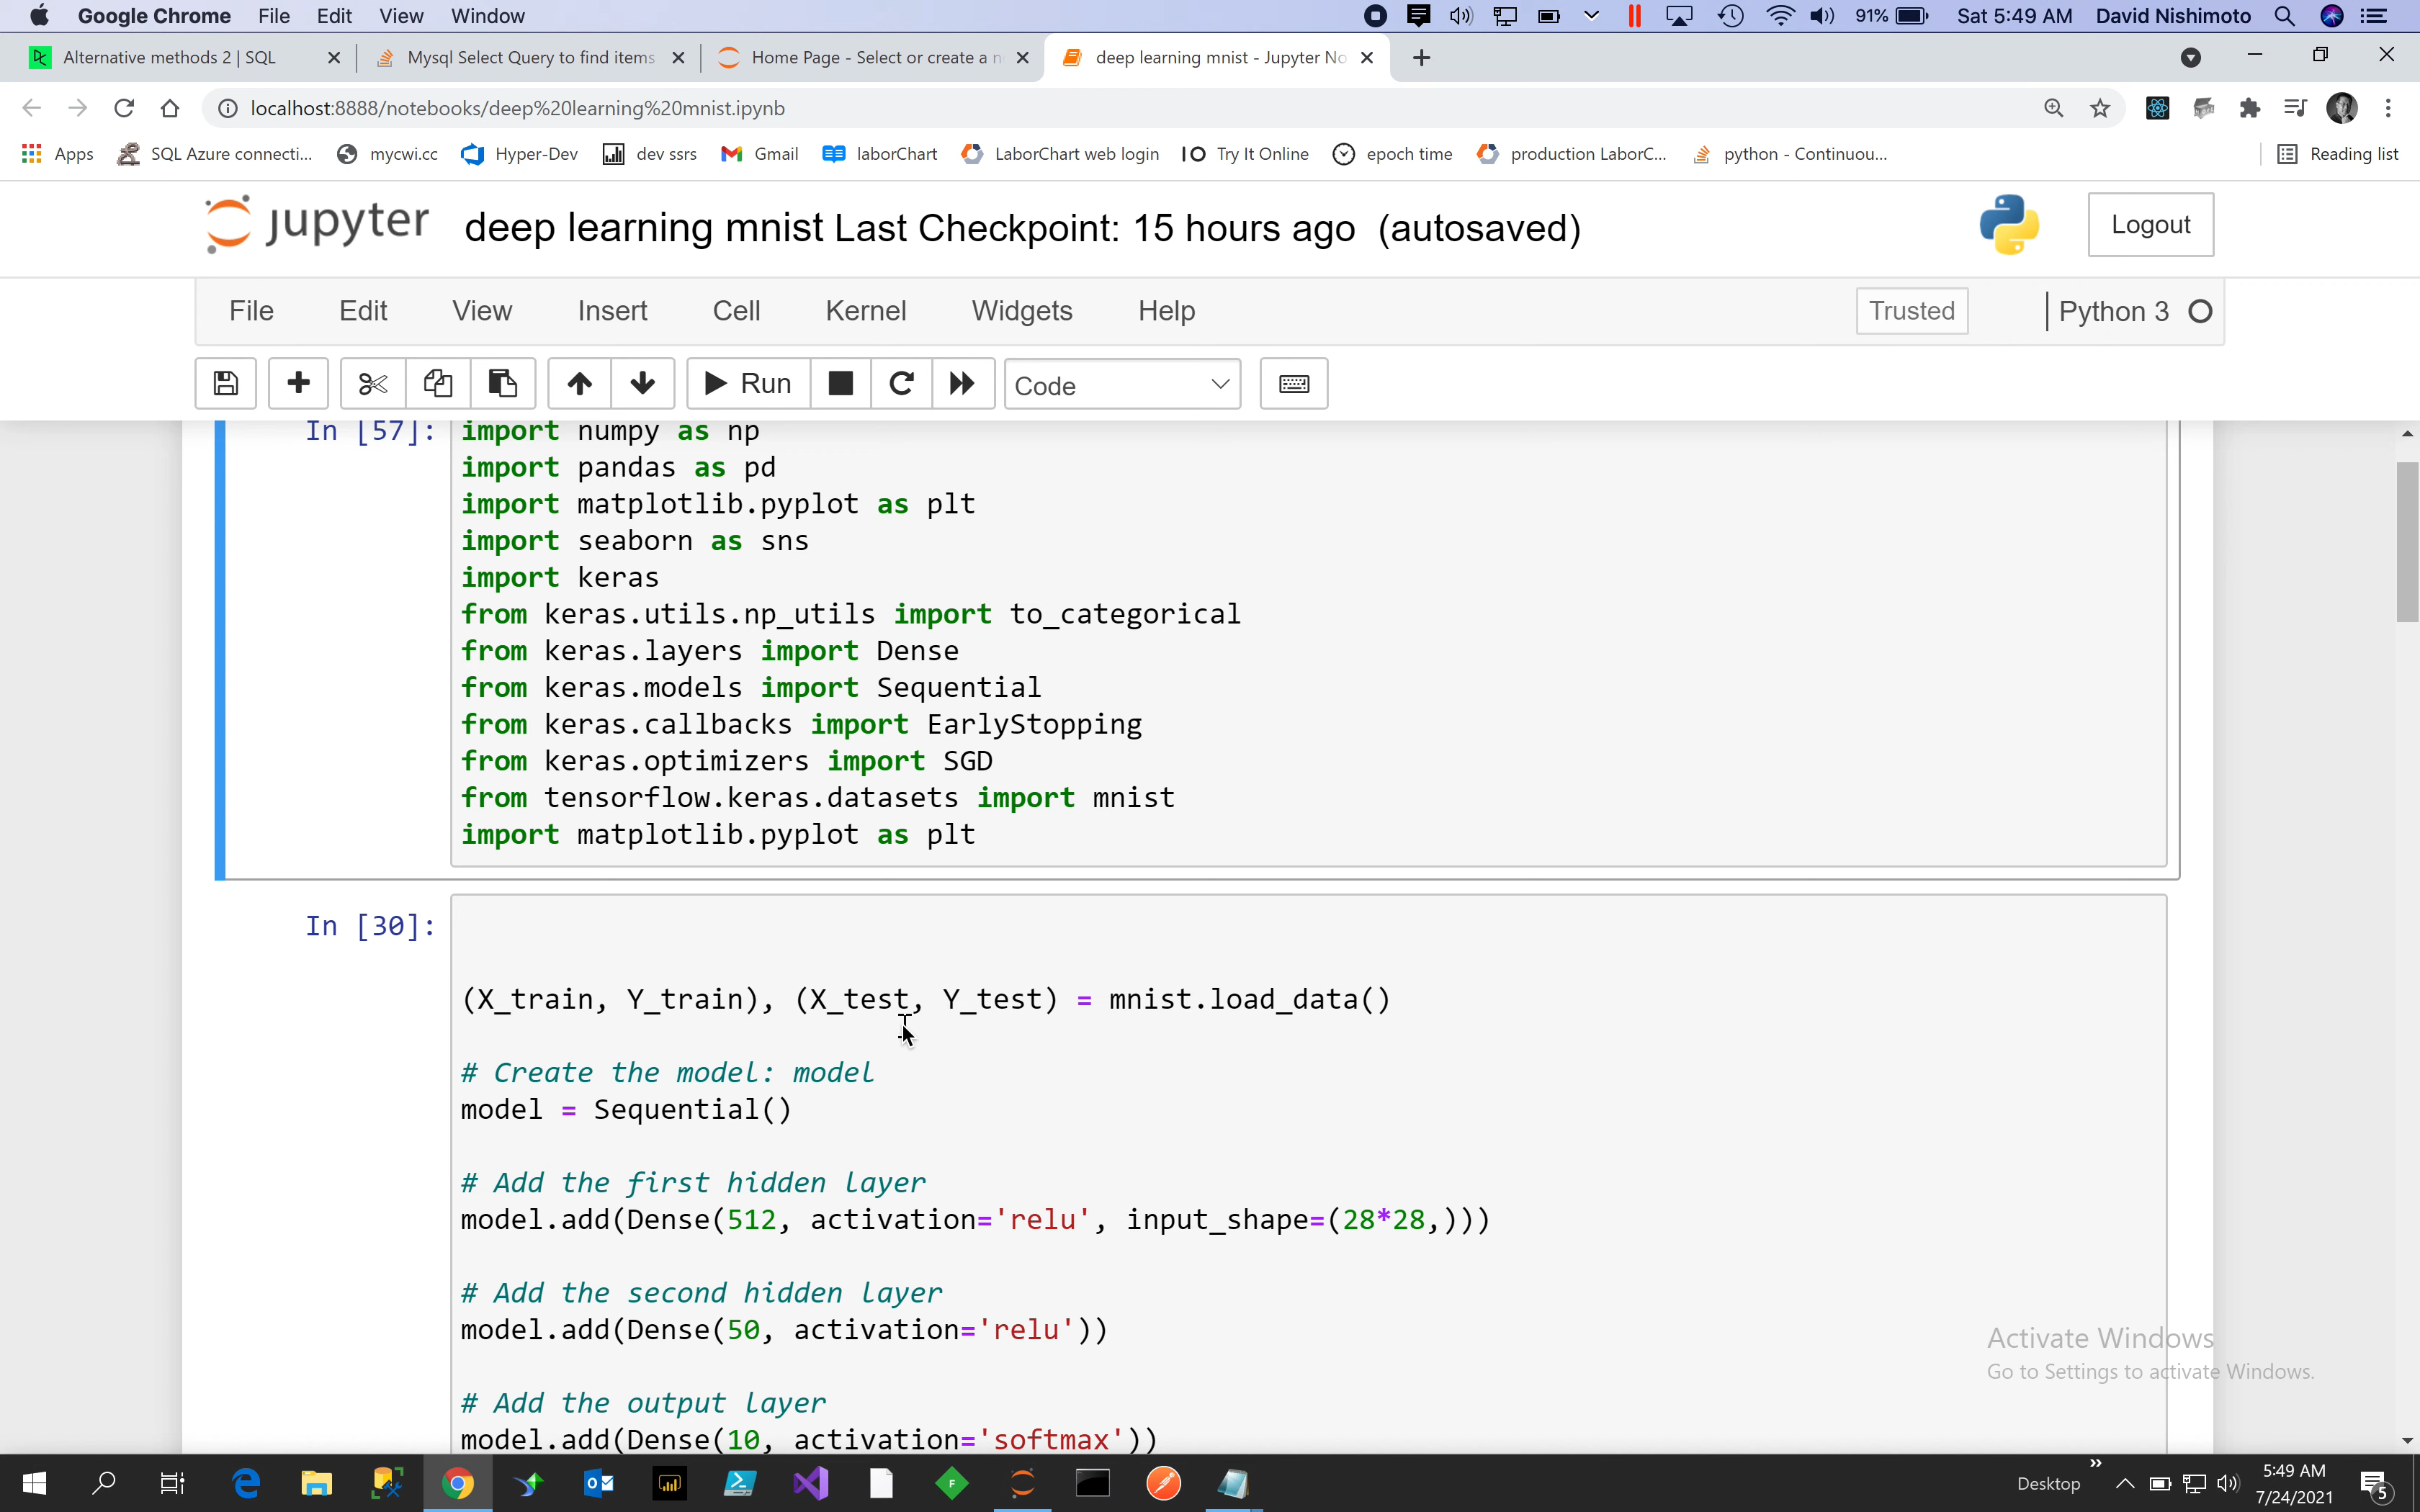 Google Chrome File Edit View Window 91% Sat 5:49 AM David Nishimoto
Alternative methods 2 | SQL Mysql Select Query to find items Home Page - Select or create a n deep learning mnist - Jupyter No
localhost:8888/notebooks/deep%20learning%20mnist.ipynb
Apps SQL Azure connecti... mycwi.cc Hyper-Dev dev ssrs Gmail laborChart LaborChart web login Try It Online epoch time production LaborC... python - Continuou... Reading list
jupyter deep learning mnist Last Checkpoint: 15 hours ago (autosaved) Logout
File Edit View Insert Cell Kernel Widgets Help Trusted Python 3
Run Code
In [57]: import numpy as np
import pandas as pd
import matplotlib.pyplot as plt
import seaborn as sns
import keras
from keras.utils.np_utils import to_categorical
from keras.layers import Dense
from keras.models import Sequential
from keras.callbacks import EarlyStopping
from keras.optimizers import SGD
from tensorflow.keras.datasets import mnist
import matplotlib.pyplot as plt
In [30]:
(X_train, Y_train), (X_test, Y_test) = mnist.load_data()
# Create the model: model
model = Sequential()
# Add the first hidden layer
model.add(Dense(512, activation='relu', input_shape=(28*28,)))
# Add the second hidden layer
model.add(Dense(50, activation='relu'))
# Add the output layer
model.add(Dense(10, activation='softmax'))
Activate Windows
Go to Settings to activate Windows.
Desktop 5:49 AM
7/24/2021 5